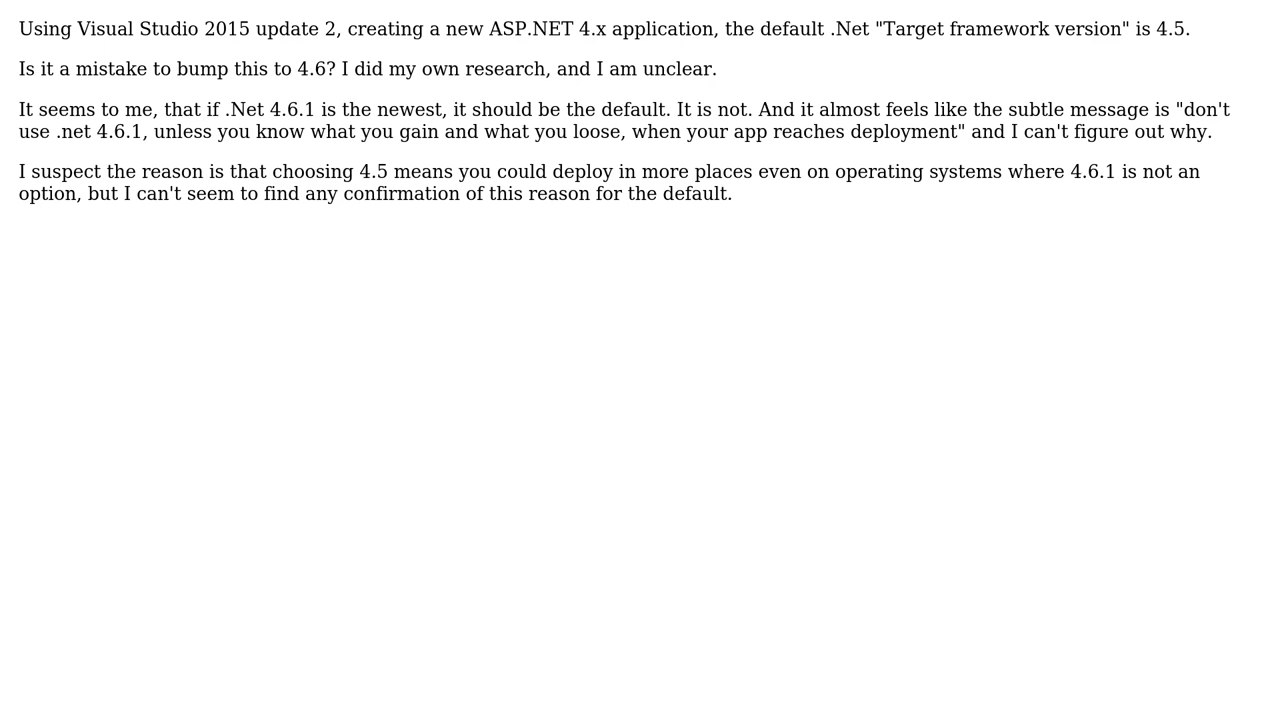 Using Visual Studio 2015 update 2, creating a new ASP.NET 4.x application, the default .Net "Target framework version" is 4.5.
Is it a mistake to bump this to 4.6? I did my own research, and I am unclear.
It seems to me, that if .Net 4.6.1 is the newest, it should be the default. It is not. And it almost feels like the subtle message is "don't
use .net 4.6.1, unless you know what you gain and what you loose, when your app reaches deployment" and I can't figure out why.
I suspect the reason is that choosing 4.5 means you could deploy in more places even on operating systems where 4.6.1 is not an
option, but I can't seem to find any confirmation of this reason for the default.